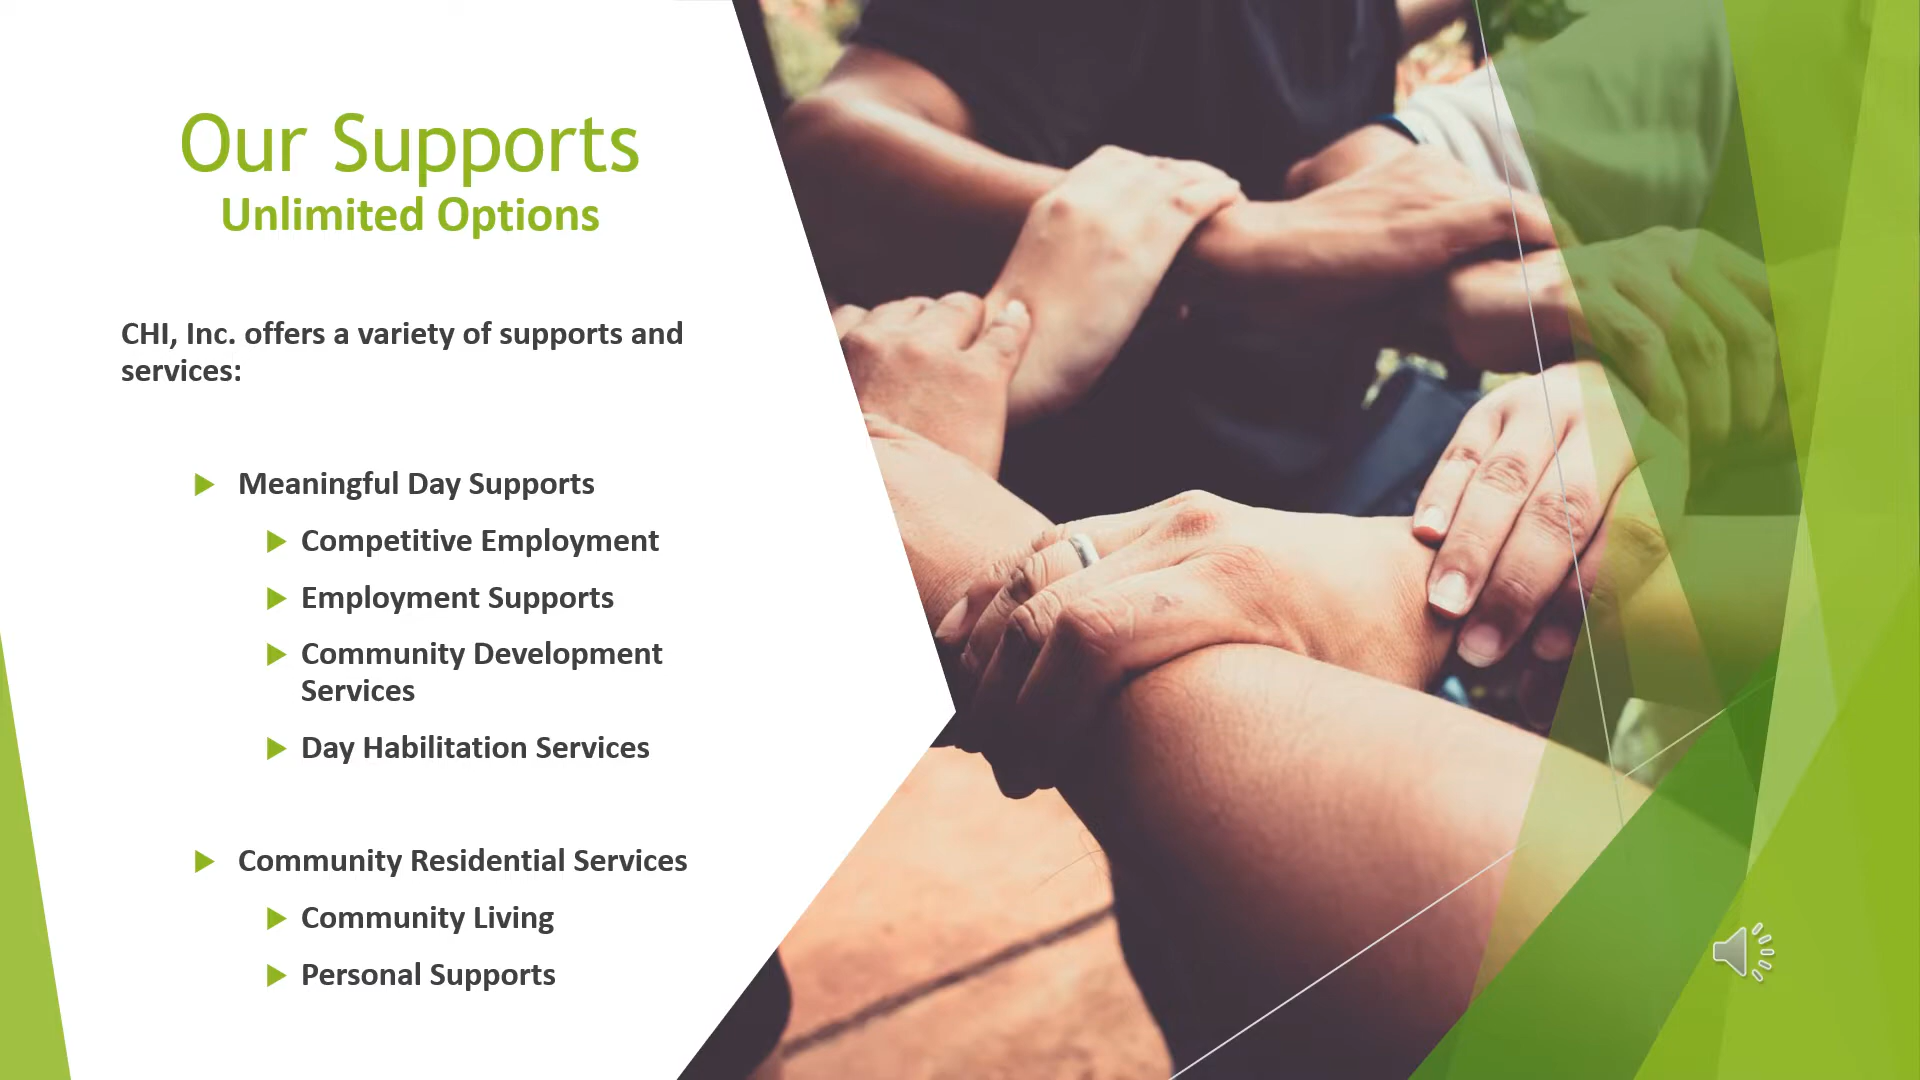 Our Supports
Unlimited Options
CHI, Inc. offers a variety of supports and
services:
Meaningful Day Supports
Competitive Employment
Employment Supports
Community Development
Services
Day Habilitation Services
Community Residential Services
Community Living
Personal Supports